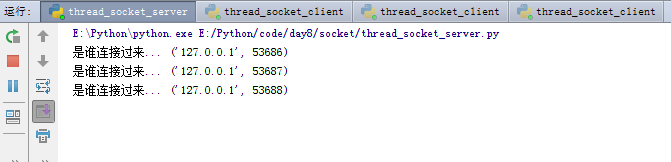 运行: thread_socket_server thread_socket_client thread_socket_client thread_socket_client
E:\Python\python.exe E:/Python/code/day8/socket/thread_socket_server.py
是谁连接过来... ('127.0.0.1', 53686)
是谁连接过来... ('127.0.0.1', 53687)
是谁连接过来... ('127.0.0.1', 53688)